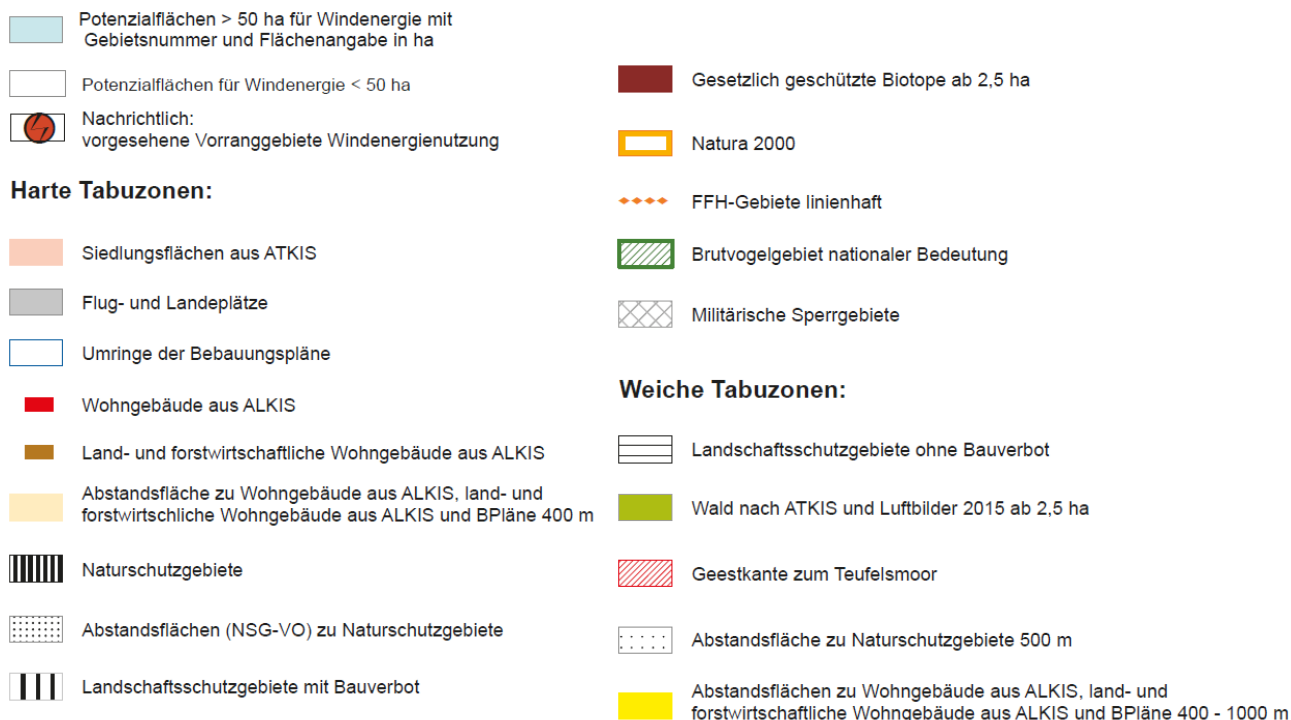 Potenzialflächen > 50 ha für Windenergie mit
Gebietsnummer und Flächenangabe in ha
Potenzialflächen für Windenergie < 50 ha
Nachrichtlich:
vorgesehene Vorranggebiete Windenergienutzung
Harte Tabuzonen:
Siedlungsflächen aus ATKIS
Flug- und Landeplätze
Umringe der Bebauungspläne
Wohngebäude aus ALKIS
Land- und forstwirtschaftliche Wohngebäude aus ALKIS
Abstandsfläche zu Wohngebäude aus ALKIS, land- und
forstwirtschliche Wohngebäude aus ALKIS und BPläne 400 m
Naturschutzgebiete
Abstandsflächen (NSG-VO) zu Naturschutzgebiete
Landschaftsschutzgebiete mit Bauverbot
Gesetzlich geschützte Biotope ab 2,5 ha
Natura 2000
FFH-Gebiete linienhaft
Brutvogelgebiet nationaler Bedeutung
Militärische Sperrgebiete
Weiche Tabuzonen:
Landschaftsschutzgebiete ohne Bauverbot
Wald nach ATKIS und Luftbilder 2015 ab 2,5 ha
Geestkante zum Teufelsmoor
Abstandsfläche zu Naturschutzgebiete 500 m
Abstandsflächen zu Wohngebäude aus ALKIS, land- und
forstwirtschaftliche Wohngebäude aus ALKIS und BPläne 400 - 1000 m